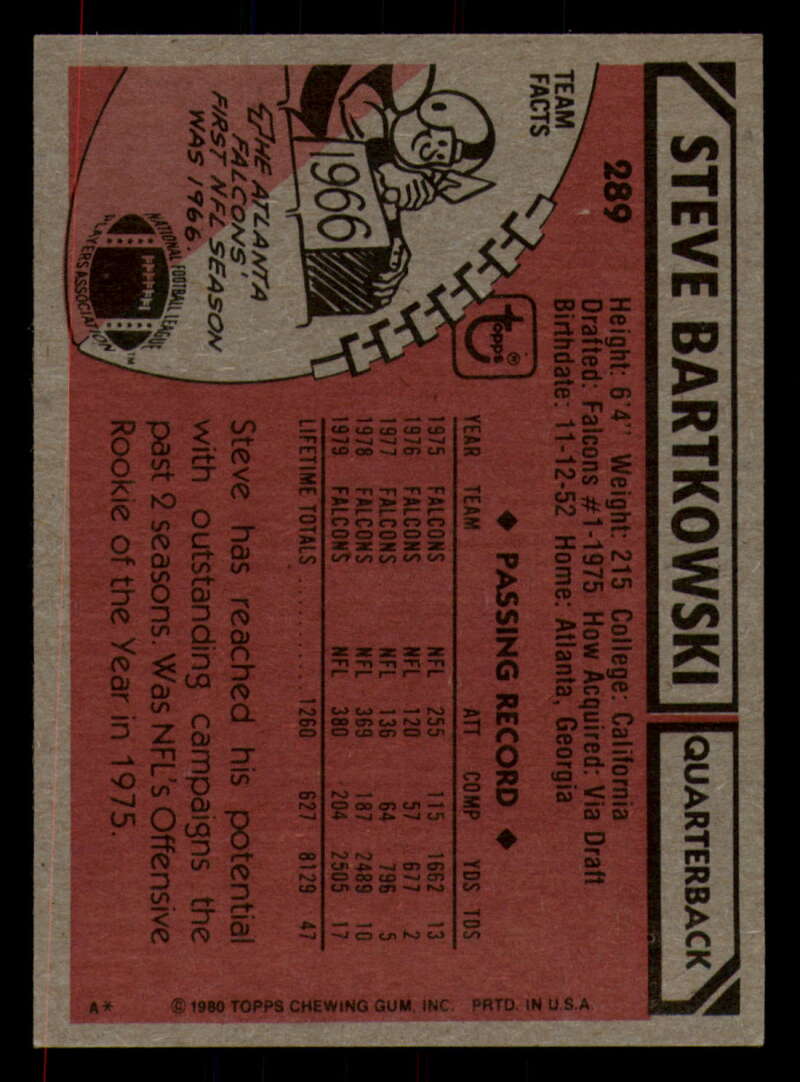 STEVE BARTKOWSKI
QUARTERBACK
289
Height: 6'4" Weight: 215 College: California
Drafted: Falcons #1-1975 How Acquired: Via Draft
Birthdate: 11-12-52 Home: Atlanta, Georgia
TEAM
FACTS
1966
THE ATLANTA
FALCONS'
FIRST NFL SEASON
WAS 1966.
NATIONAL FOOTBALL LEAGUE
PLAYERS ASSOCIATION
™
topps®
◆ PASSING RECORD ◆
YEAR TEAM ATT COMP YDS TDS
1975 FALCONS NFL 255 115 1662 13
1976 FALCONS NFL 120 57 677 2
1977 FALCONS NFL 136 64 796 5
1978 FALCONS NFL 369 187 2489 10
1979 FALCONS NFL 380 204 2505 17
LIFETIME TOTALS .......... 1260 627 8129 47
Steve has reached his potential
with outstanding campaigns the
past 2 seasons. Was NFL's Offensive
Rookie of the Year in 1975.
© 1980 TOPPS CHEWING GUM, INC. PRTD. IN U.S.A.
A*